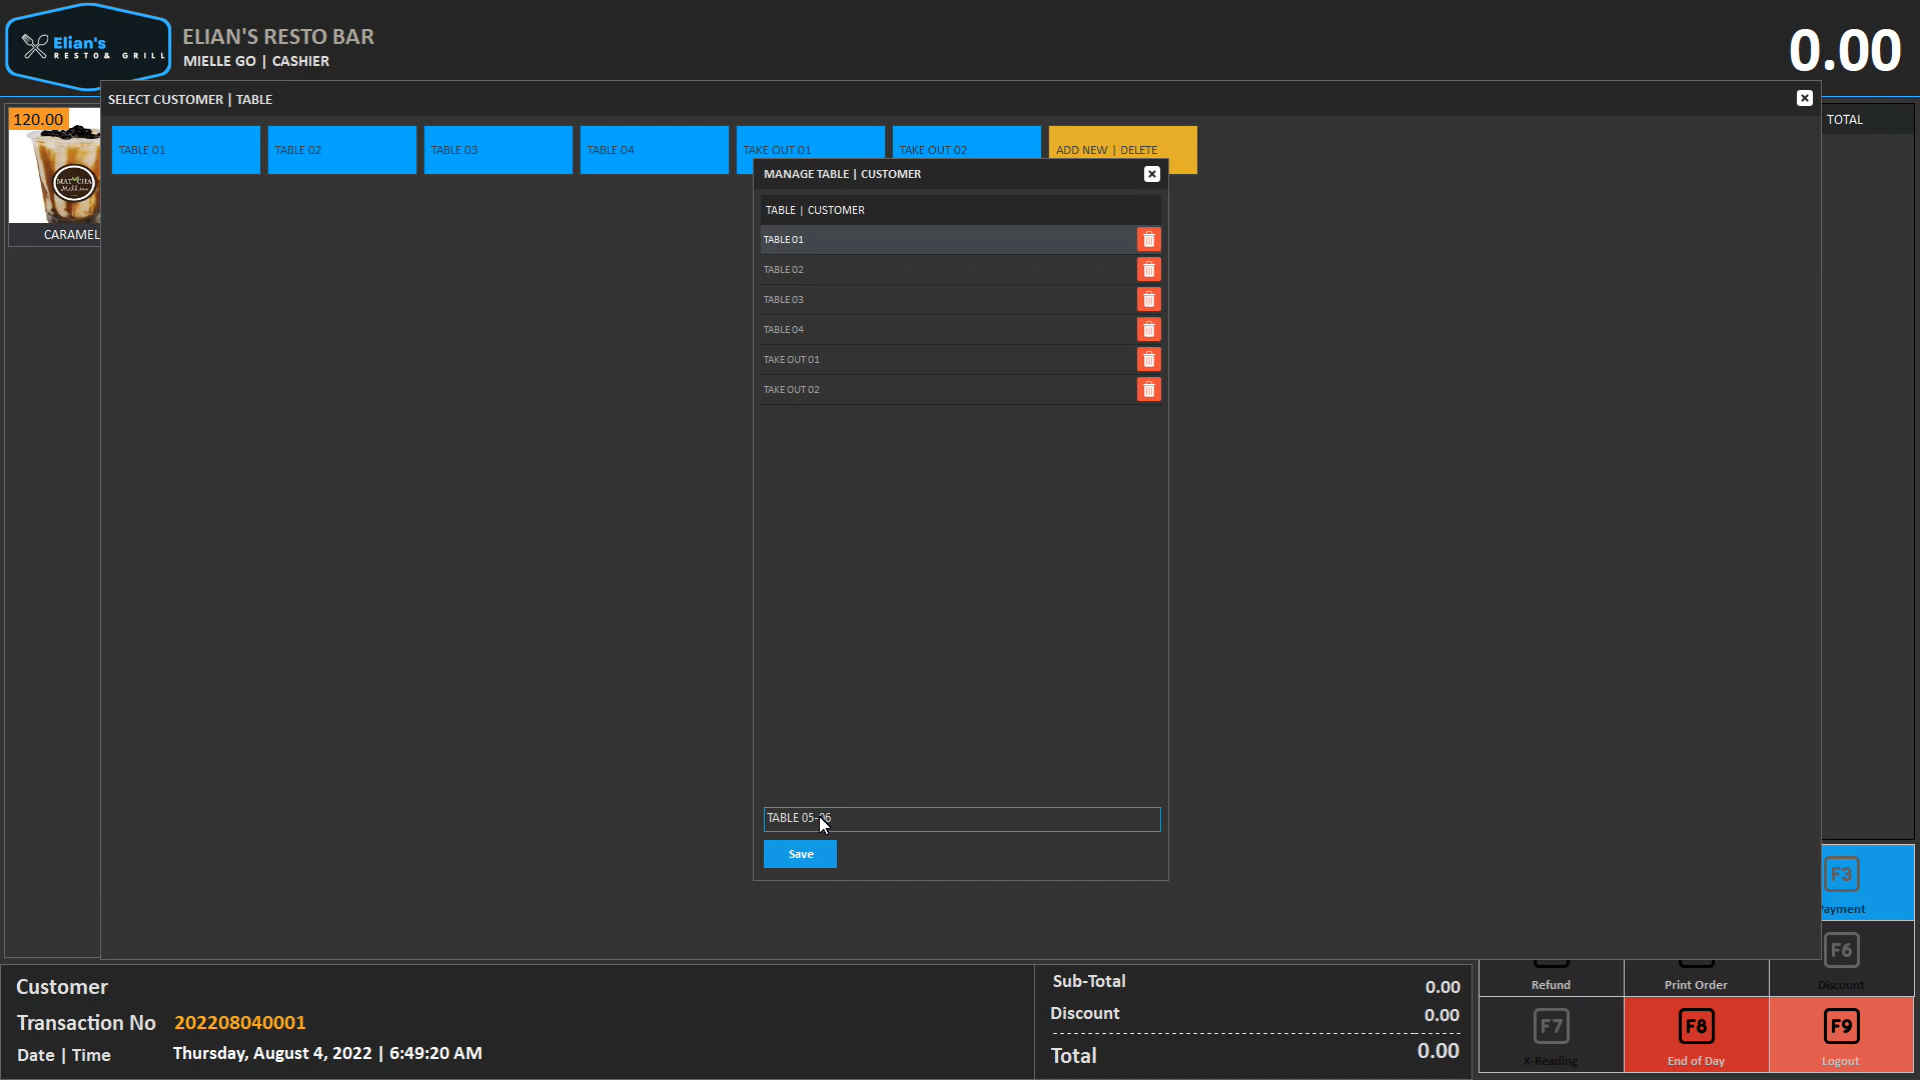 Elian's
RESTO & GRILL
ELIAN'S RESTO BAR
MIELLE GO | CASHIER
0.00
SELECT CUSTOMER | TABLE
120.00
CARAMEL
TOTAL
TABLE 01
TABLE 02
TABLE 03
TABLE 04
TAKE OUT 01
TAKE OUT 02
ADD NEW | DELETE
MANAGE TABLE | CUSTOMER
TABLE | CUSTOMER
TABLE 01
TABLE 02
TABLE 03
TABLE 04
TAKE OUT 01
TAKE OUT 02
TABLE 05-06
Save
F3
Payment
F6
Refund
Print Order
Discount
F7
X-Reading
F8
End of Day
F9
Logout
Customer
Transaction No 202208040001
Date | Time Thursday, August 4, 2022 | 6:49:20 AM
Sub-Total 0.00
Discount 0.00
Total 0.00